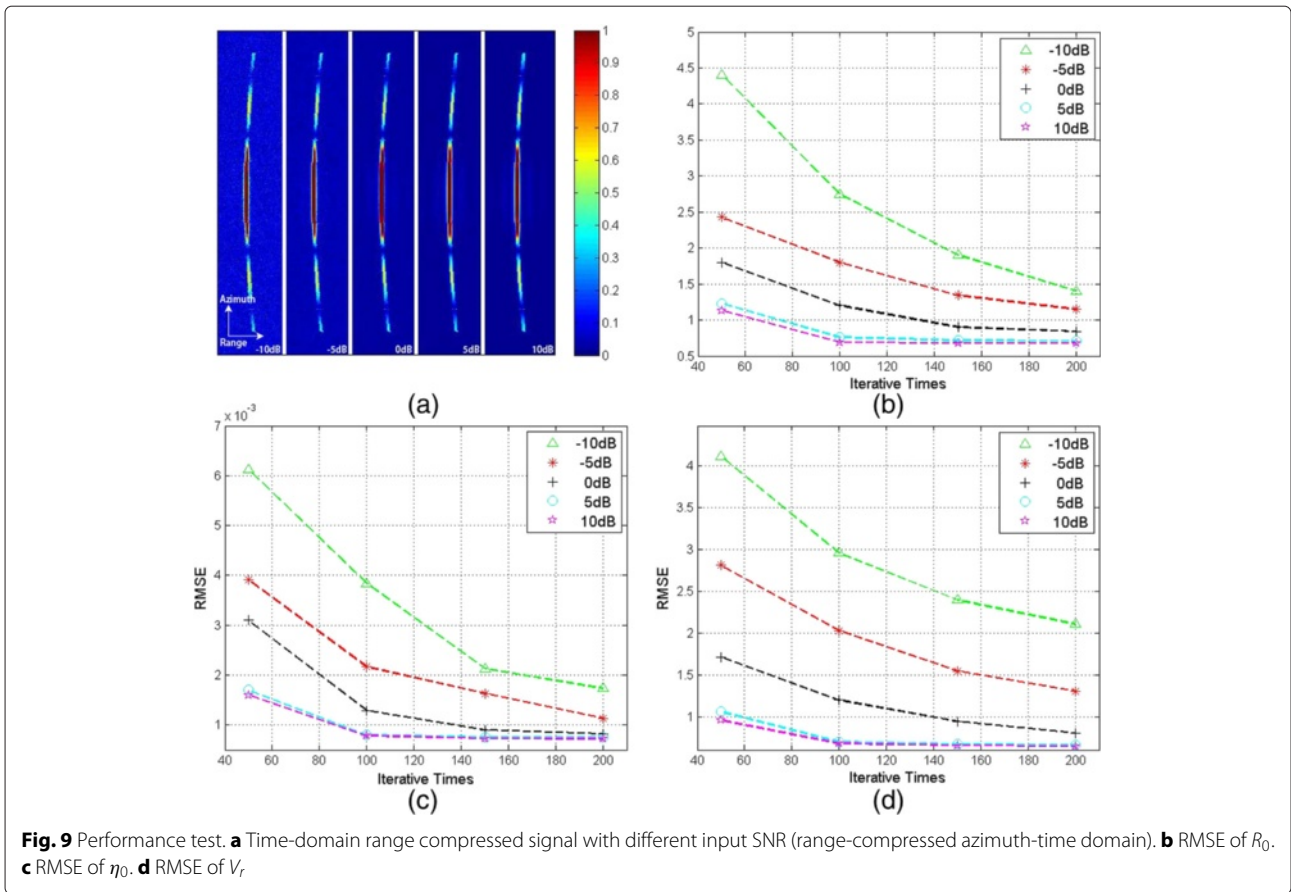 Azimuth
Range
-10dB
-5dB
0dB
5dB
10dB
1
0.9
0.8
0.7
0.6
0.5
0.4
0.3
0.2
0.1
0
(a)
5
4.5
4
3.5
3
2.5
2
1.5
1
0.5
-10dB
-5dB
0dB
5dB
10dB
40 60 80 100 120 140 160 180 200
Iterative Times
(b)
x 10⁻³
7
6
5
4
3
2
1
RMSE
-10dB
-5dB
0dB
5dB
10dB
40 60 80 100 120 140 160 180 200
Iterative Times
(c)
4
3.5
3
2.5
2
1.5
1
RMSE
-10dB
-5dB
0dB
5dB
10dB
40 60 80 100 120 140 160 180 200
Iterative Times
(d)
Fig. 9 Performance test. a Time-domain range compressed signal with different input SNR (range-compressed azimuth-time domain). b RMSE of R₀.
c RMSE of η₀. d RMSE of Vᵣ